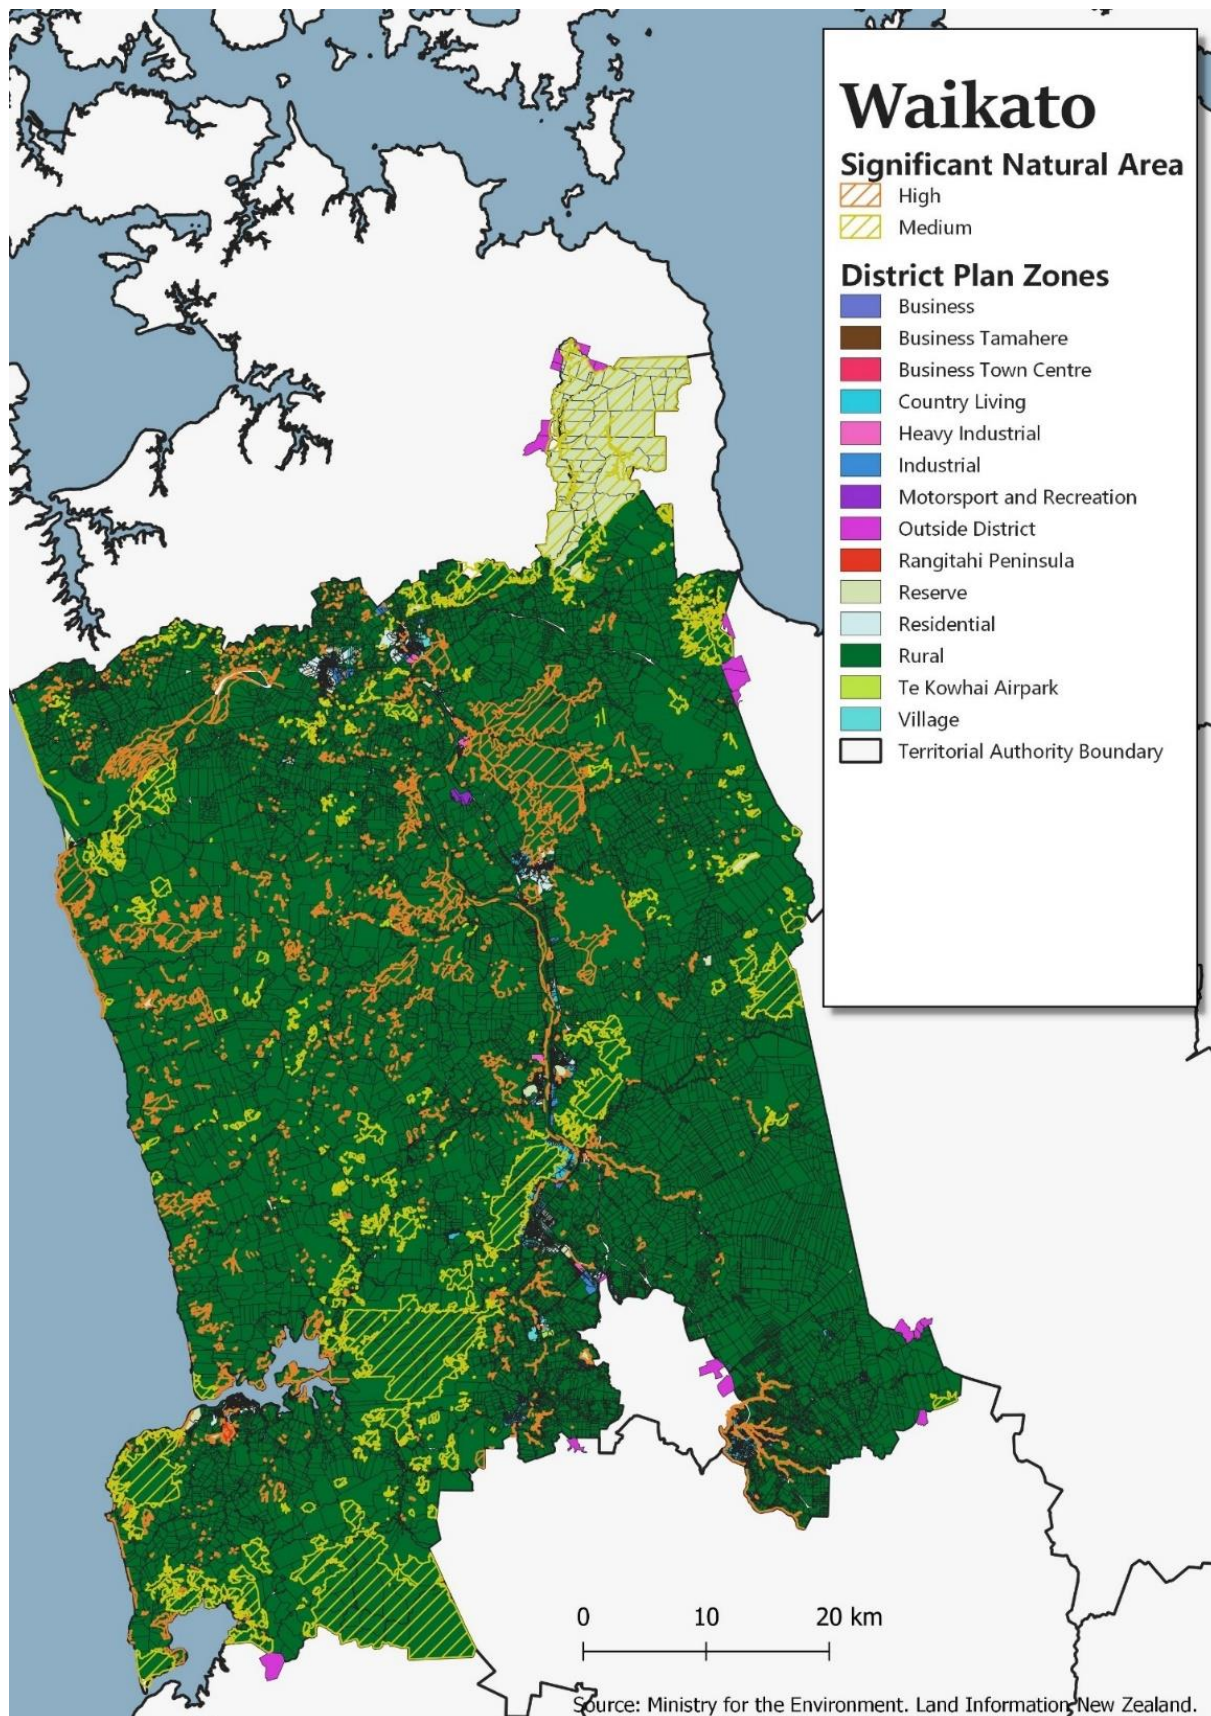 Waikato
Significant Natural Area
High
Medium
District Plan Zones
Business
Business Tamahere
Business Town Centre
Country Living
Heavy Industrial
Industrial
Motorsport and Recreation
Outside District
Rangitahi Peninsula
Reserve
Residential
Rural
Te Kowhai Airpark
Village
Territorial Authority Boundary
0 10 20 km
Source: Ministry for the Environment. Land Information New Zealand.